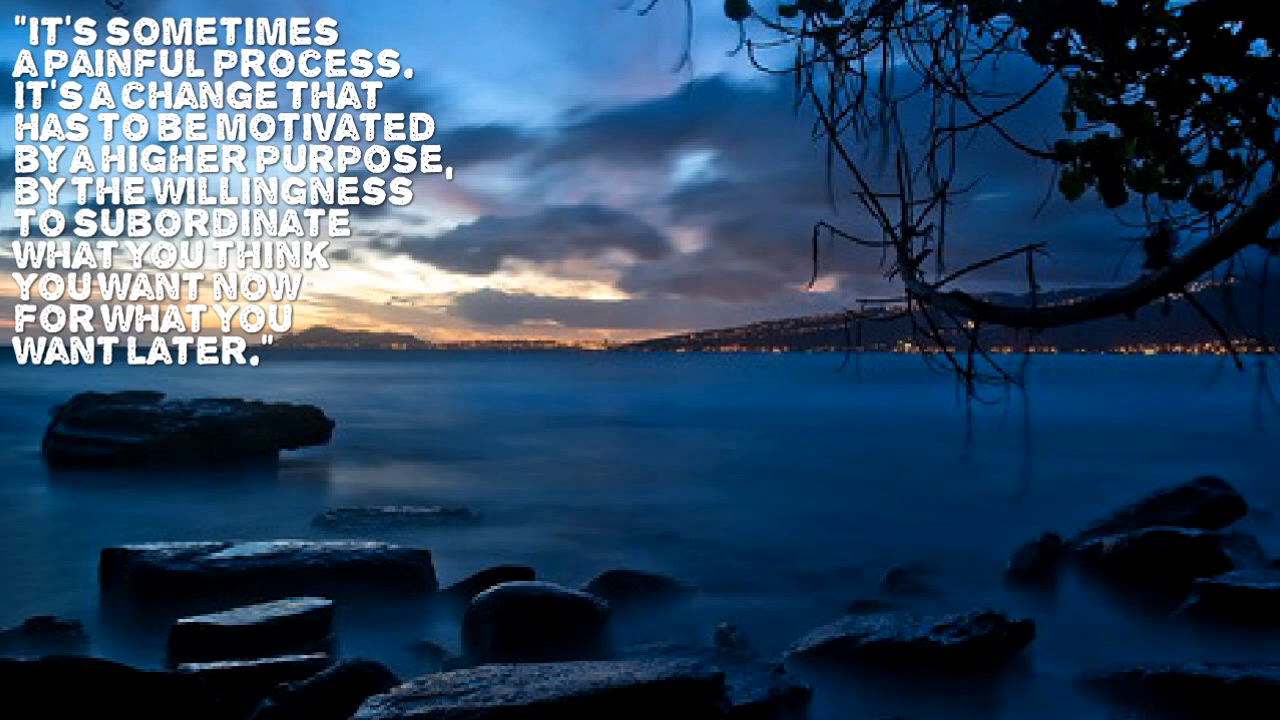 "IT'S SOMETIMES
A PAINFUL PROCESS.
IT'S A CHANGE THAT
HAS TO BE MOTIVATED
BY A HIGHER PURPOSE,
BY THE WILLINGNESS
TO SUBORDINATE
WHAT YOU THINK
YOU WANT NOW
FOR WHAT YOU
WANT LATER."